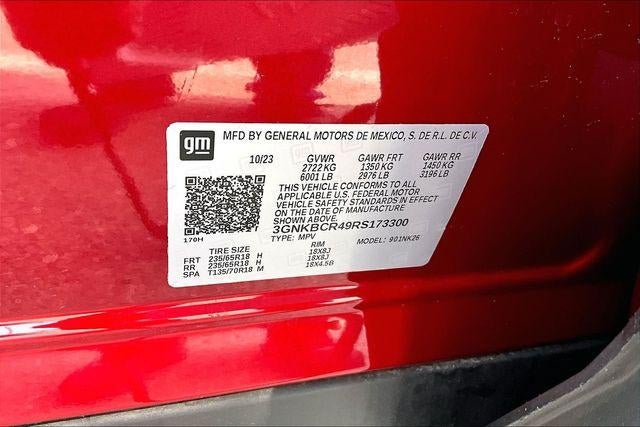 gm
MFD BY GENERAL MOTORS DE MEXICO, S. DE R.L. DE C.V.
10/23 GVWR GAWR FRT GAWR RR
2722 KG 1350 KG 1450 KG
6001 LB 2976 LB 3196 LB
THIS VEHICLE CONFORMS TO ALL
APPLICABLE U.S. FEDERAL MOTOR
VEHICLE SAFETY STANDARDS IN EFFECT
ON THE DATE OF MANUFACTURE
SHOWN ABOVE.
170H
3GNKBCR49RS173300
TYPE: MPV MODEL: 901NK26
TIRE SIZE RIM
FRT 235/65R18 H 18X8J
RR 235/65R18 H 18X8J
SPA T135/70R18 M 18X4.5B